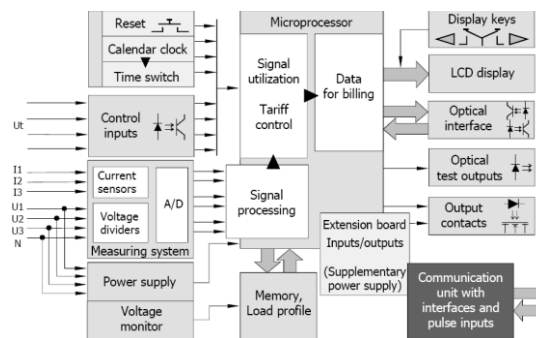 Reset
Calendar clock
Time switch
Ut
Control
inputs
I1
I2
I3
U1
U2
U3
N
Current
sensors
Voltage
dividers
A/D
Measuring system
Power supply
Voltage
monitor
Microprocessor
Signal
utilization
Tariff
control
Data
for billing
Signal
processing
Extension board
Inputs/outputs
(Supplementary
power supply)
Memory,
Load profile
Display keys
LCD display
Optical
interface
Optical
test outputs
Output
contacts
Communication
unit with
interfaces and
pulse inputs